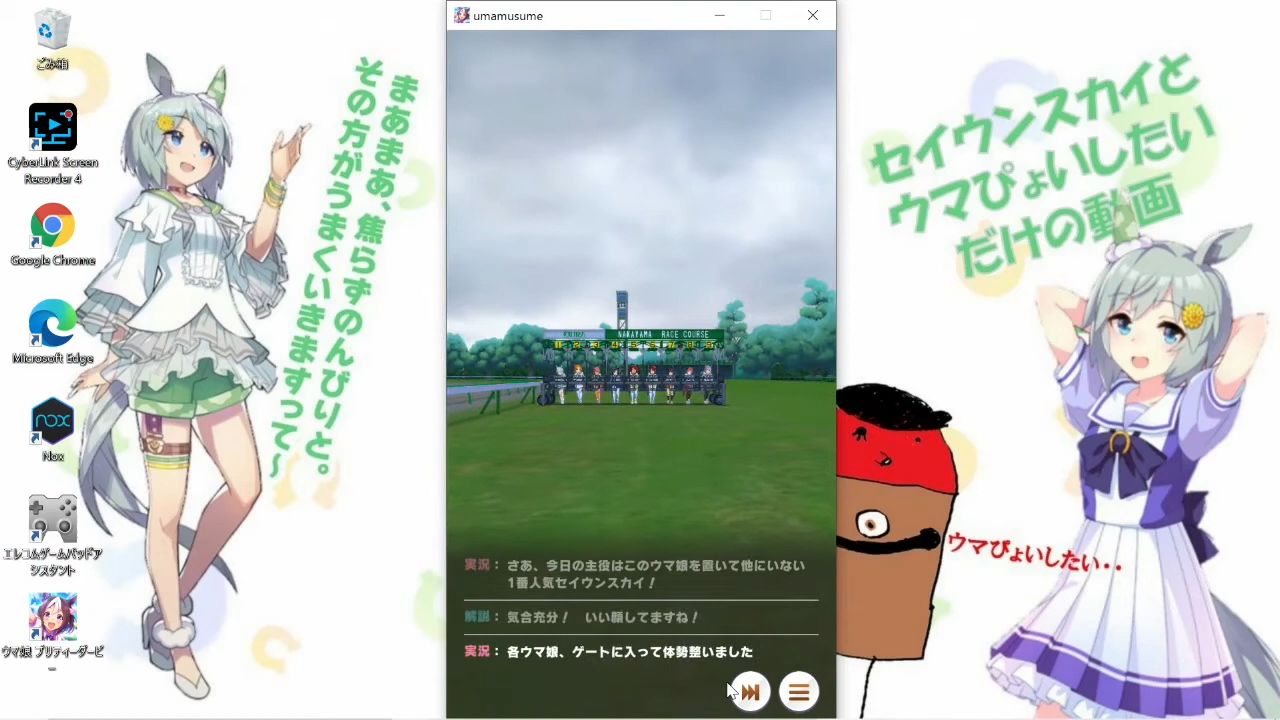 umamusume
ごみ箱
CyberLink Screen
Recorder 4
Google Chrome
Microsoft Edge
nox
Nox
エレコムゲームパッドア
シスタント
ウマ娘 プリティーダービ
ー
まあまあ、焦らずのんびりと。
その方がうまくいきますって～
NAKAYAMA RACE COURSE
実況： さあ、今日の主役はこのウマ娘を置いて他にいない
1番人気セイウンスカイ！
解説： 気合充分！ いい顔してますね！
実況： 各ウマ娘、ゲートに入って体勢整いました
セイウンスカイと
ウマぴょいしたい
だけの動画
ウマぴょいしたい・・